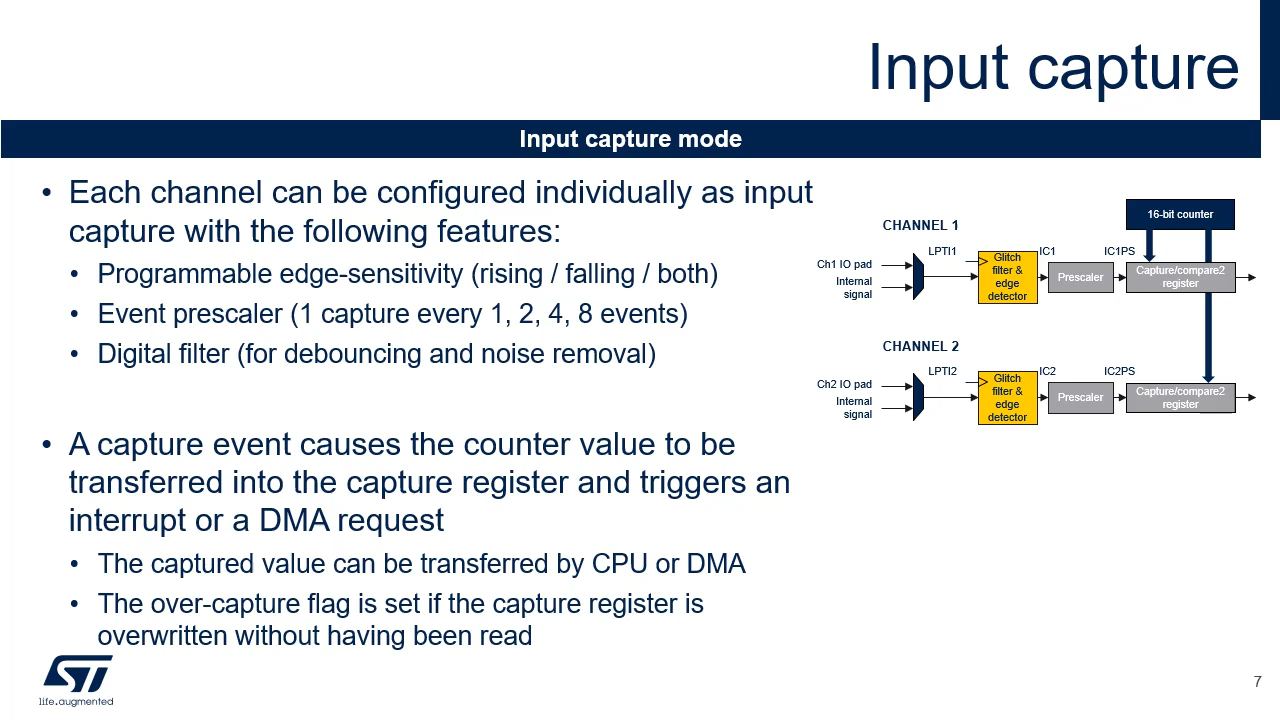 Input capture
Input capture mode
• Each channel can be configured individually as input
capture with the following features:
• Programmable edge-sensitivity (rising / falling / both)
• Event prescaler (1 capture every 1, 2, 4, 8 events)
• Digital filter (for debouncing and noise removal)
• A capture event causes the counter value to be
transferred into the capture register and triggers an
interrupt or a DMA request
• The captured value can be transferred by CPU or DMA
• The over-capture flag is set if the capture register is
overwritten without having been read
16-bit counter
CHANNEL 1
Ch1 IO pad
Internal
signal
LPTI1
Glitch
filter &
edge
detector
IC1
Prescaler
IC1PS
Capture/compare2
register
CHANNEL 2
Ch2 IO pad
Internal
signal
LPTI2
Glitch
filter &
edge
detector
IC2
Prescaler
IC2PS
Capture/compare2
register
ST
life.augmented
7